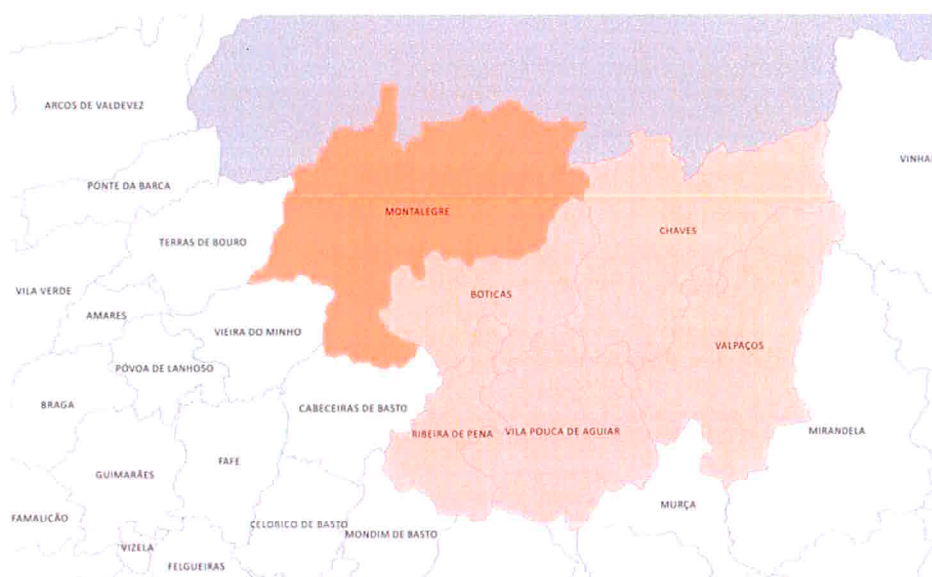 ARCOS DE VALDEVEZ
VINHAI
PONTE DA BARCA
MONTALEGRE
CHAVES
TERRAS DE BOURO
VILA VERDE
BOTICAS
AMARES
VIEIRA DO MINHO
VALPAÇOS
PÓVOA DE LANHOSO
BRAGA
CABECEIRAS DE BASTO
RIBEIRA DE PENA
VILA POUCA DE AGUIAR
MIRANDELA
FAFE
GUIMARÃES
MURÇA
FAMALICÃO
CELORICO DE BASTO
MONDIM DE BASTO
VIZELA
FELGUEIRAS